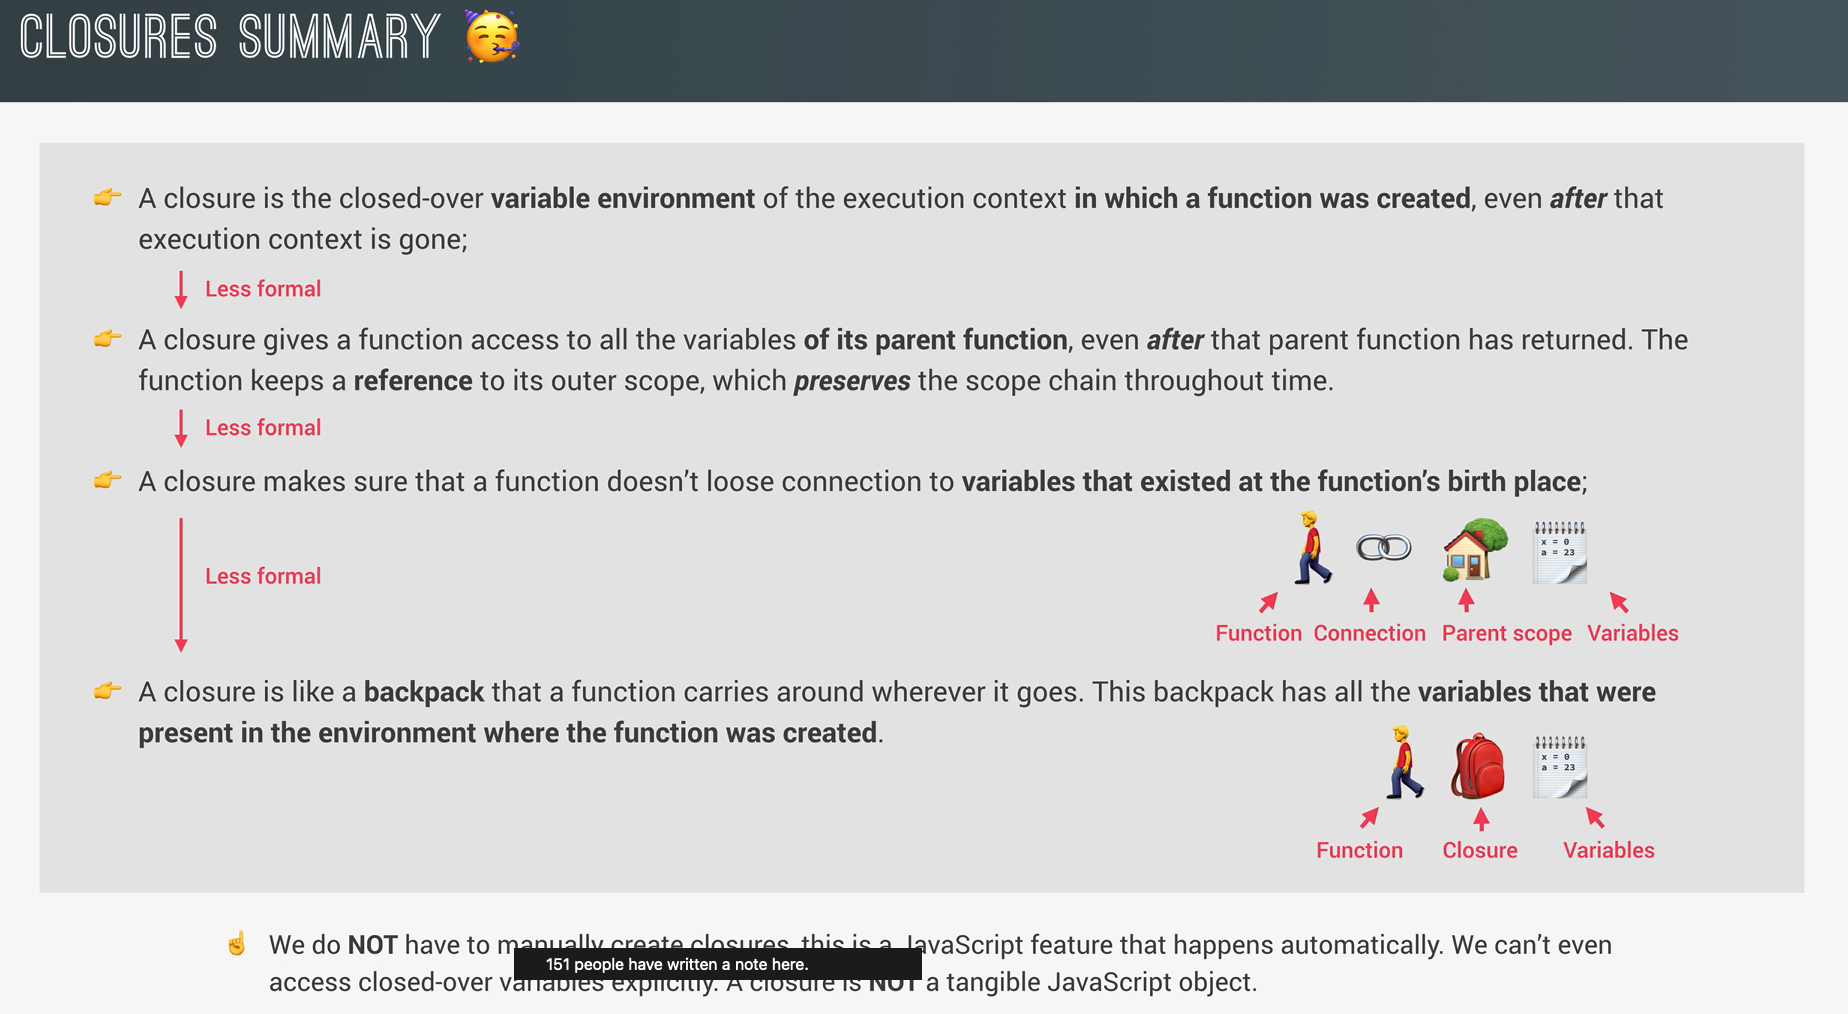 CLOSURES SUMMARY 🥳
👉 A closure is the closed-over variable environment of the execution context in which a function was created, even after that
execution context is gone;
Less formal
👉 A closure gives a function access to all the variables of its parent function, even after that parent function has returned. The
function keeps a reference to its outer scope, which preserves the scope chain throughout time.
Less formal
👉 A closure makes sure that a function doesn’t loose connection to variables that existed at the function’s birth place;
x = 0
a = 23
Less formal
Function Connection Parent scope Variables
👉 A closure is like a backpack that a function carries around wherever it goes. This backpack has all the variables that were
present in the environment where the function was created.
x = 0
a = 23
Function Closure Variables
☝️ We do NOT have to manually create closures, this is a JavaScript feature that happens automatically. We can’t even
151 people have written a note here.
access closed-over variables explicitly. A closure is NOT a tangible JavaScript object.